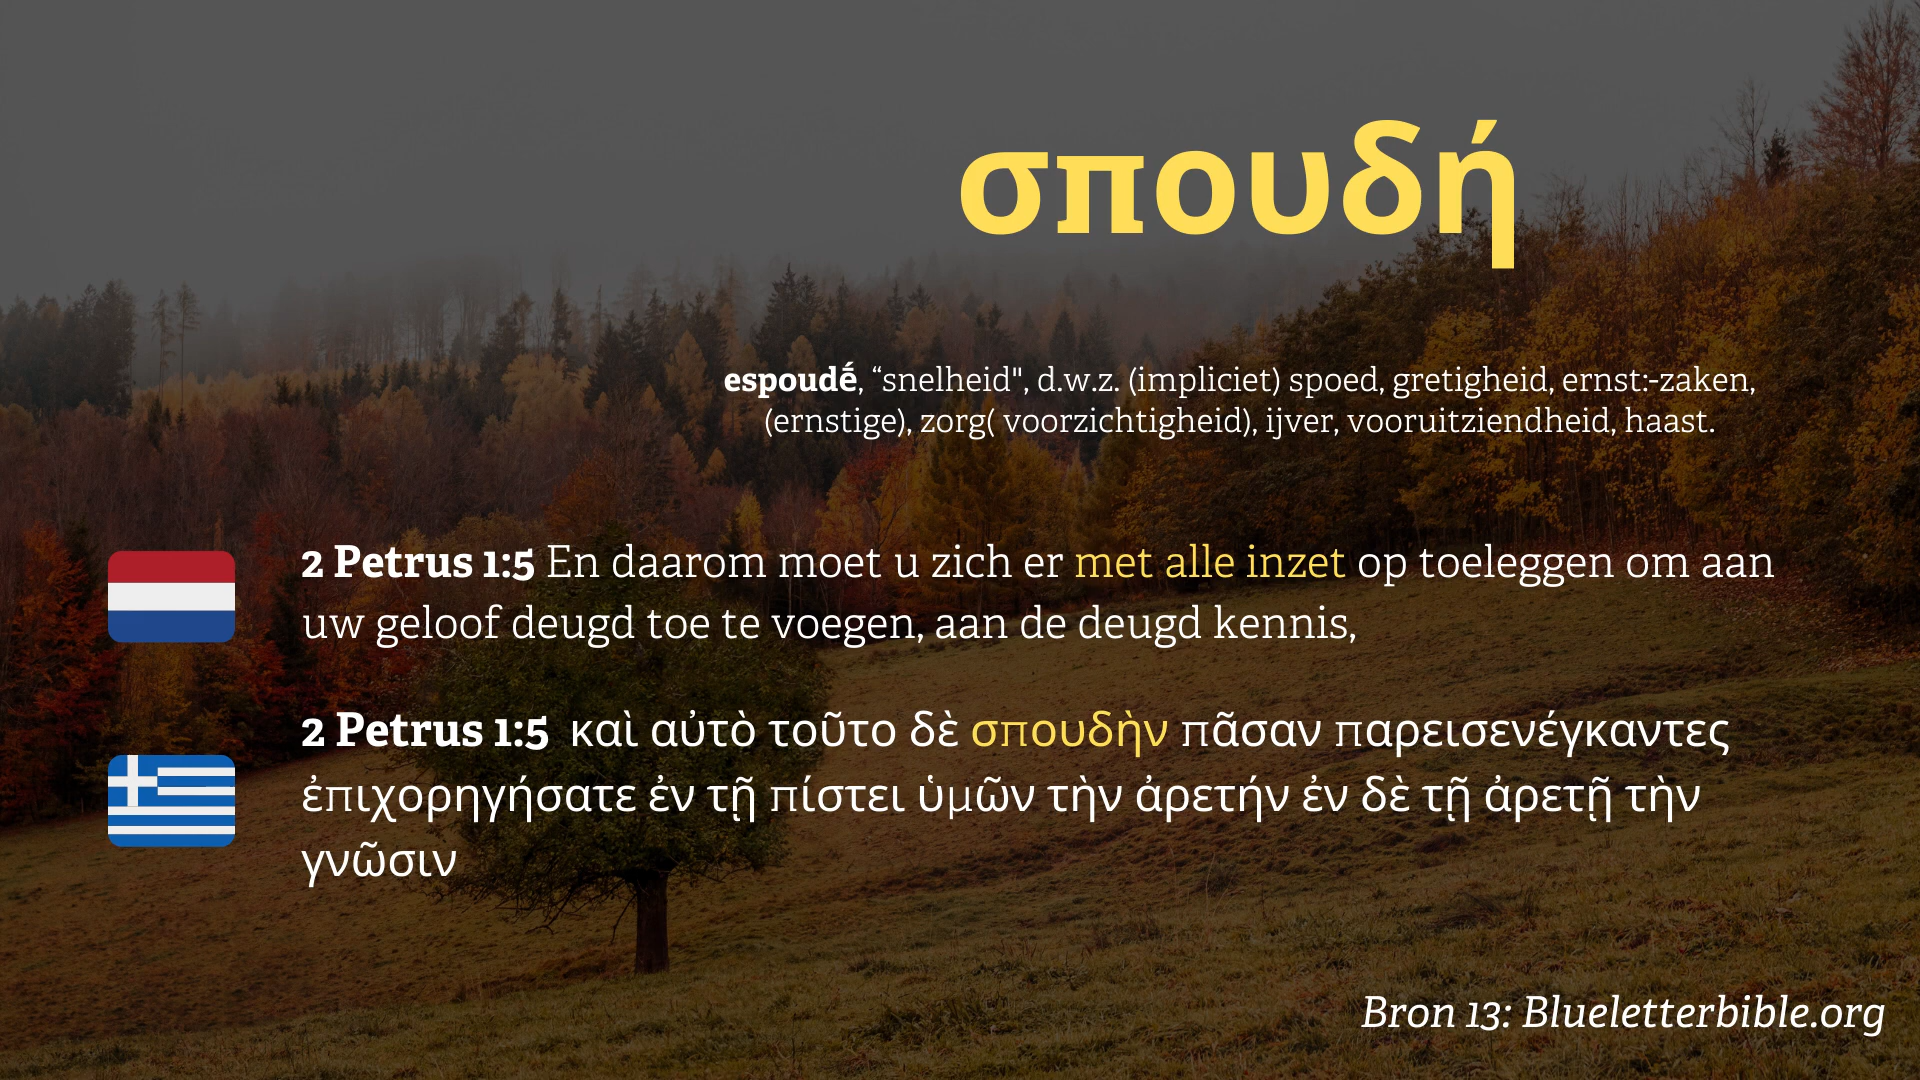 σπουδή
espoudḗ, “snelheid", d.w.z. (impliciet) spoed, gretigheid, ernst:-zaken,
(ernstige), zorg( voorzichtigheid), ijver, vooruitziendheid, haast.
2 Petrus 1:5 En daarom moet u zich er met alle inzet op toeleggen om aan
uw geloof deugd toe te voegen, aan de deugd kennis,
2 Petrus 1:5 καὶ αὐτὸ τοῦτο δὲ σπουδὴν πᾶσαν παρεισενέγκαντες
ἐπιχορηγήσατε ἐν τῇ πίστει ὑμῶν τὴν ἀρετήν ἐν δὲ τῇ ἀρετῇ τὴν
γνῶσιν
Bron 13: Blueletterbible.org